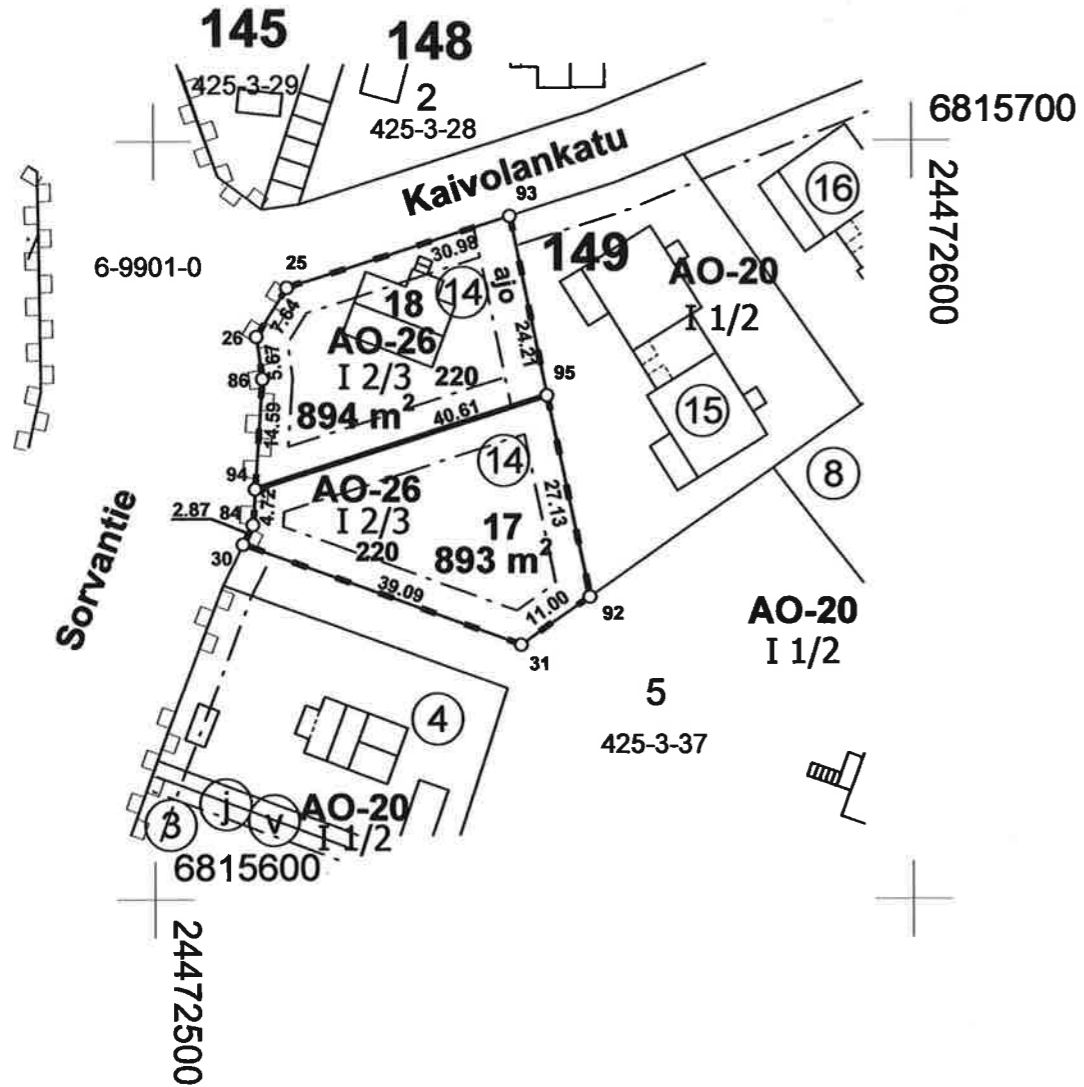 145
148
425-3-29
2
425-3-28
6815700
24472600
Kaivolankatu
93
16
149
6-9901-0
25
30.98
ajo
AO-20
I 1/2
7.64
18
14
26
AO-26
24.21
5.67
I 2/3
220
86
95
894 m²
40.61
15
14.59
14
94
AO-26
8
4.72
I 2/3
27.13
2.87
84
17
220
893 m²
30
39.09
11.00
92
Sorvantie
31
AO-20
I 1/2
5
4
425-3-37
3
j
v
AO-20
I 1/2
6815600
24472500